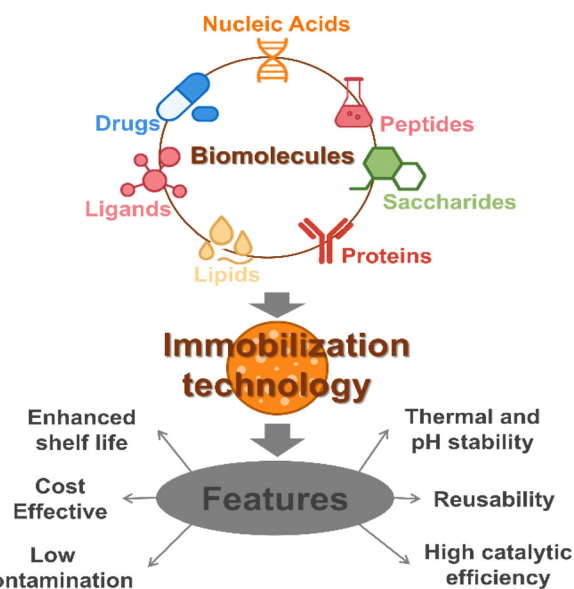 Nucleic Acids
Drugs
Peptides
Biomolecules
Ligands
Saccharides
Lipids
Proteins
Immobilization
technology
Enhanced
shelf life
Thermal and
pH stability
Cost
Effective
Features
Reusability
Low
ontamination
High catalytic
efficiency